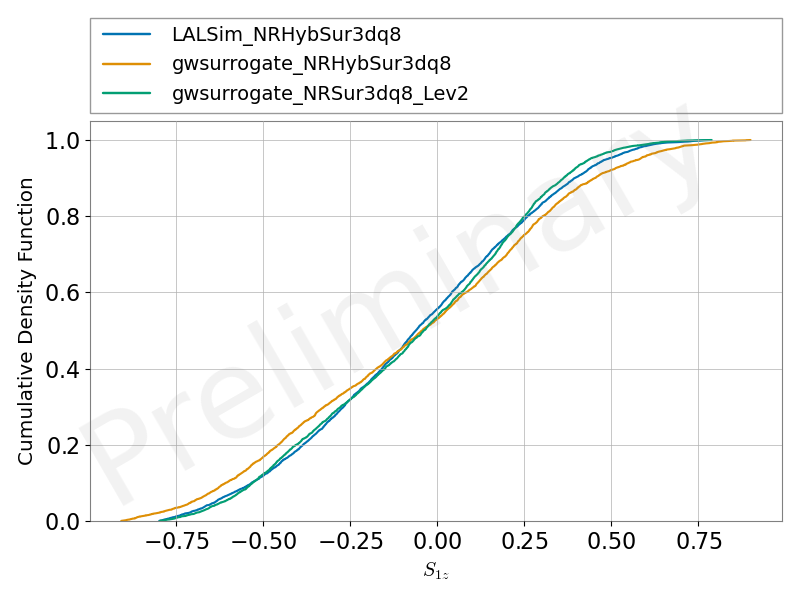 LALSim_NRHybSur3dq8
gwsurrogate_NRHybSur3dq8
gwsurrogate_NRSur3dq8_Lev2
Preliminary
Cumulative Density Function
1.0
0.8
0.6
0.4
0.2
0.0
−0.75 −0.50 −0.25 0.00 0.25 0.50 0.75
S1z